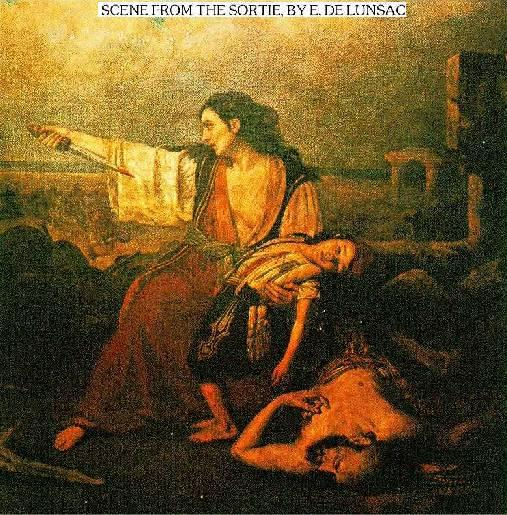 SCENE FROM THE SORTIE, BY E. DE LUNSAC